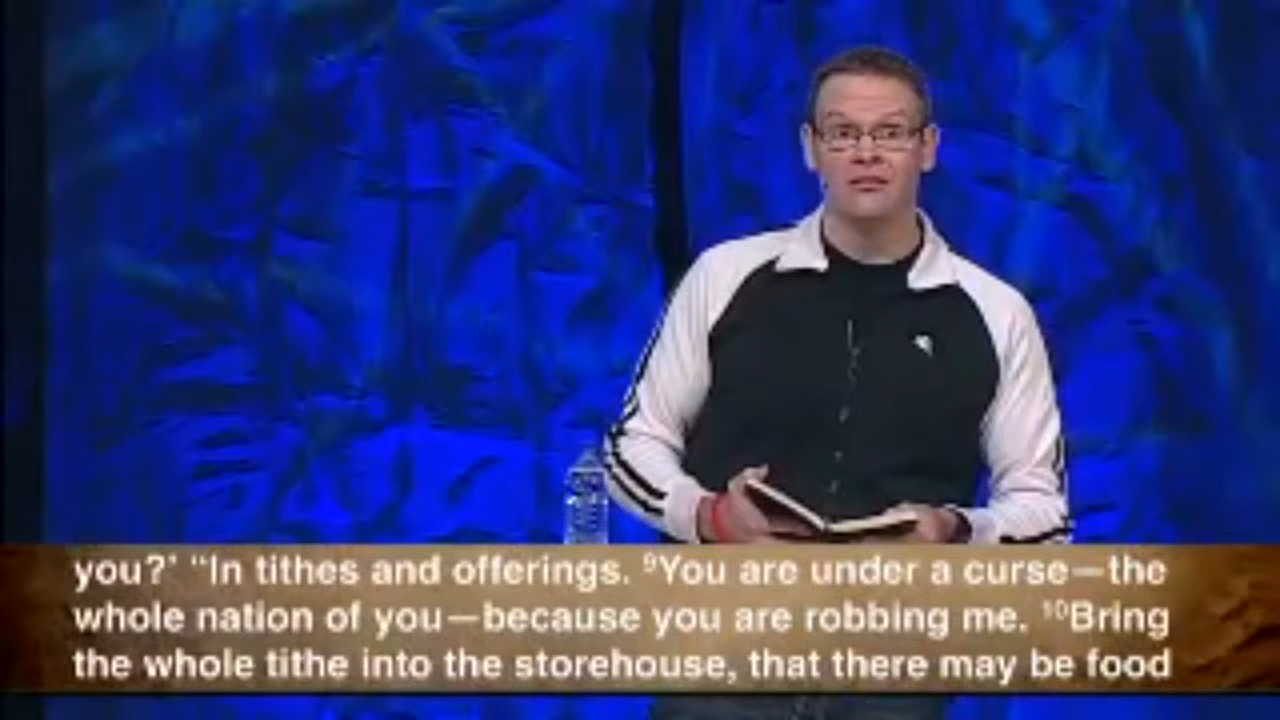 you?' “In tithes and offerings. ⁹You are under a curse—the
whole nation of you—because you are robbing me. ¹⁰Bring
the whole tithe into the storehouse, that there may be food